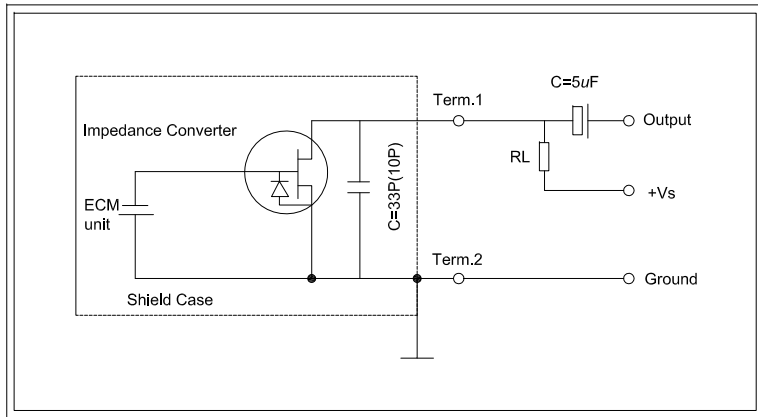 C=5uF
Term.1
Output
Impedance Converter
RL
C=33P(10P)
+Vs
ECM
unit
Term.2
Ground
Shield Case